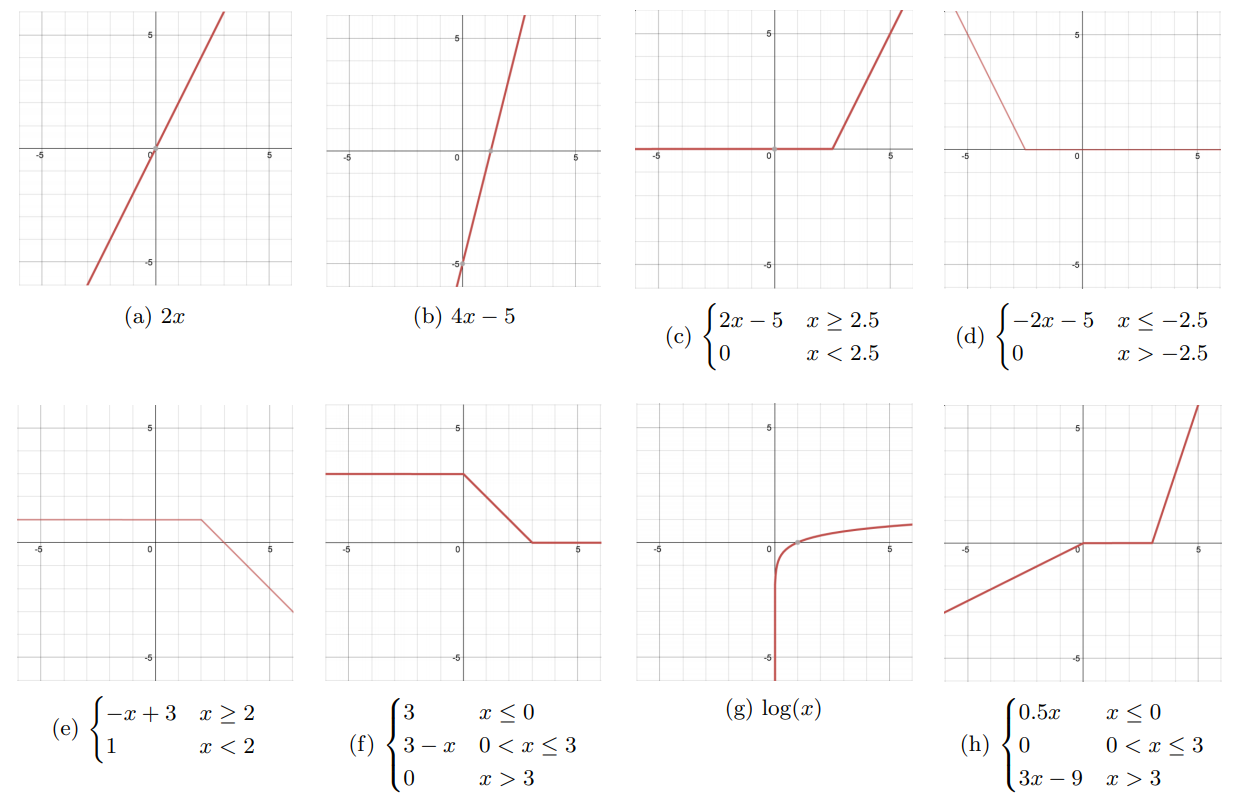 5
-5 0 5
-5
(a) 2x
5
-5 0 5
-5
(b) 4x − 5
5
-5 0 5
-5
(c) { 2x − 5 x ≥ 2.5
0 x < 2.5
5
-5 0 5
-5
(d) { −2x − 5 x ≤ −2.5
0 x > −2.5
5
-5 0 5
-5
(e) { −x + 3 x ≥ 2
1 x < 2
5
-5 0 5
-5
(f) { 3 x ≤ 0
3 − x 0 < x ≤ 3
0 x > 3
5
-5 0 5
-5
(g) log(x)
5
-5 0 5
-5
(h) { 0.5x x ≤ 0
0 0 < x ≤ 3
3x − 9 x > 3